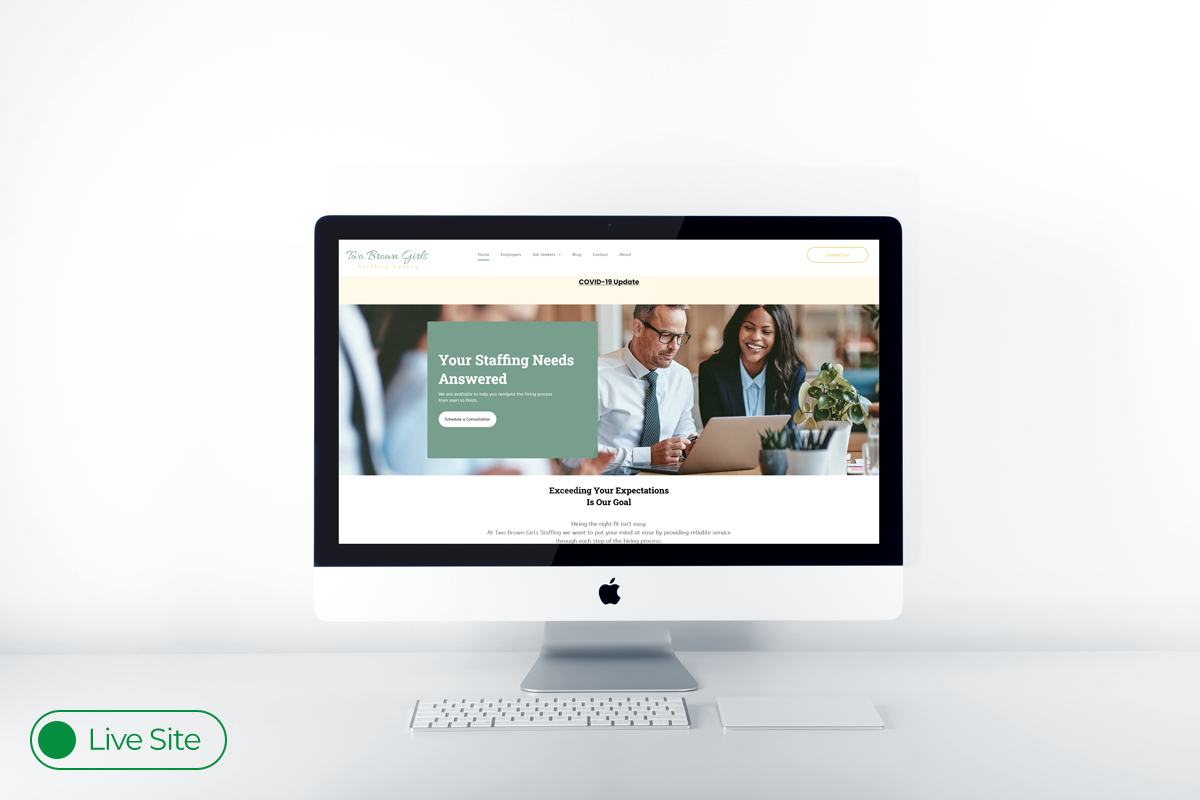 Two Brown Girls
Staffing Agency
Home Employers Job Seekers Blog Contact About
Contact us
COVID-19 Update
Your Staffing Needs
Answered
We are available to help you navigate the hiring process
from start to finish.
Schedule a Consultation
Exceeding Your Expectations
Is Our Goal
Hiring the right fit isn't easy.
At Two Brown Girls Staffing we want to put your mind at ease by providing reliable service
through each step of the hiring process.
Live Site